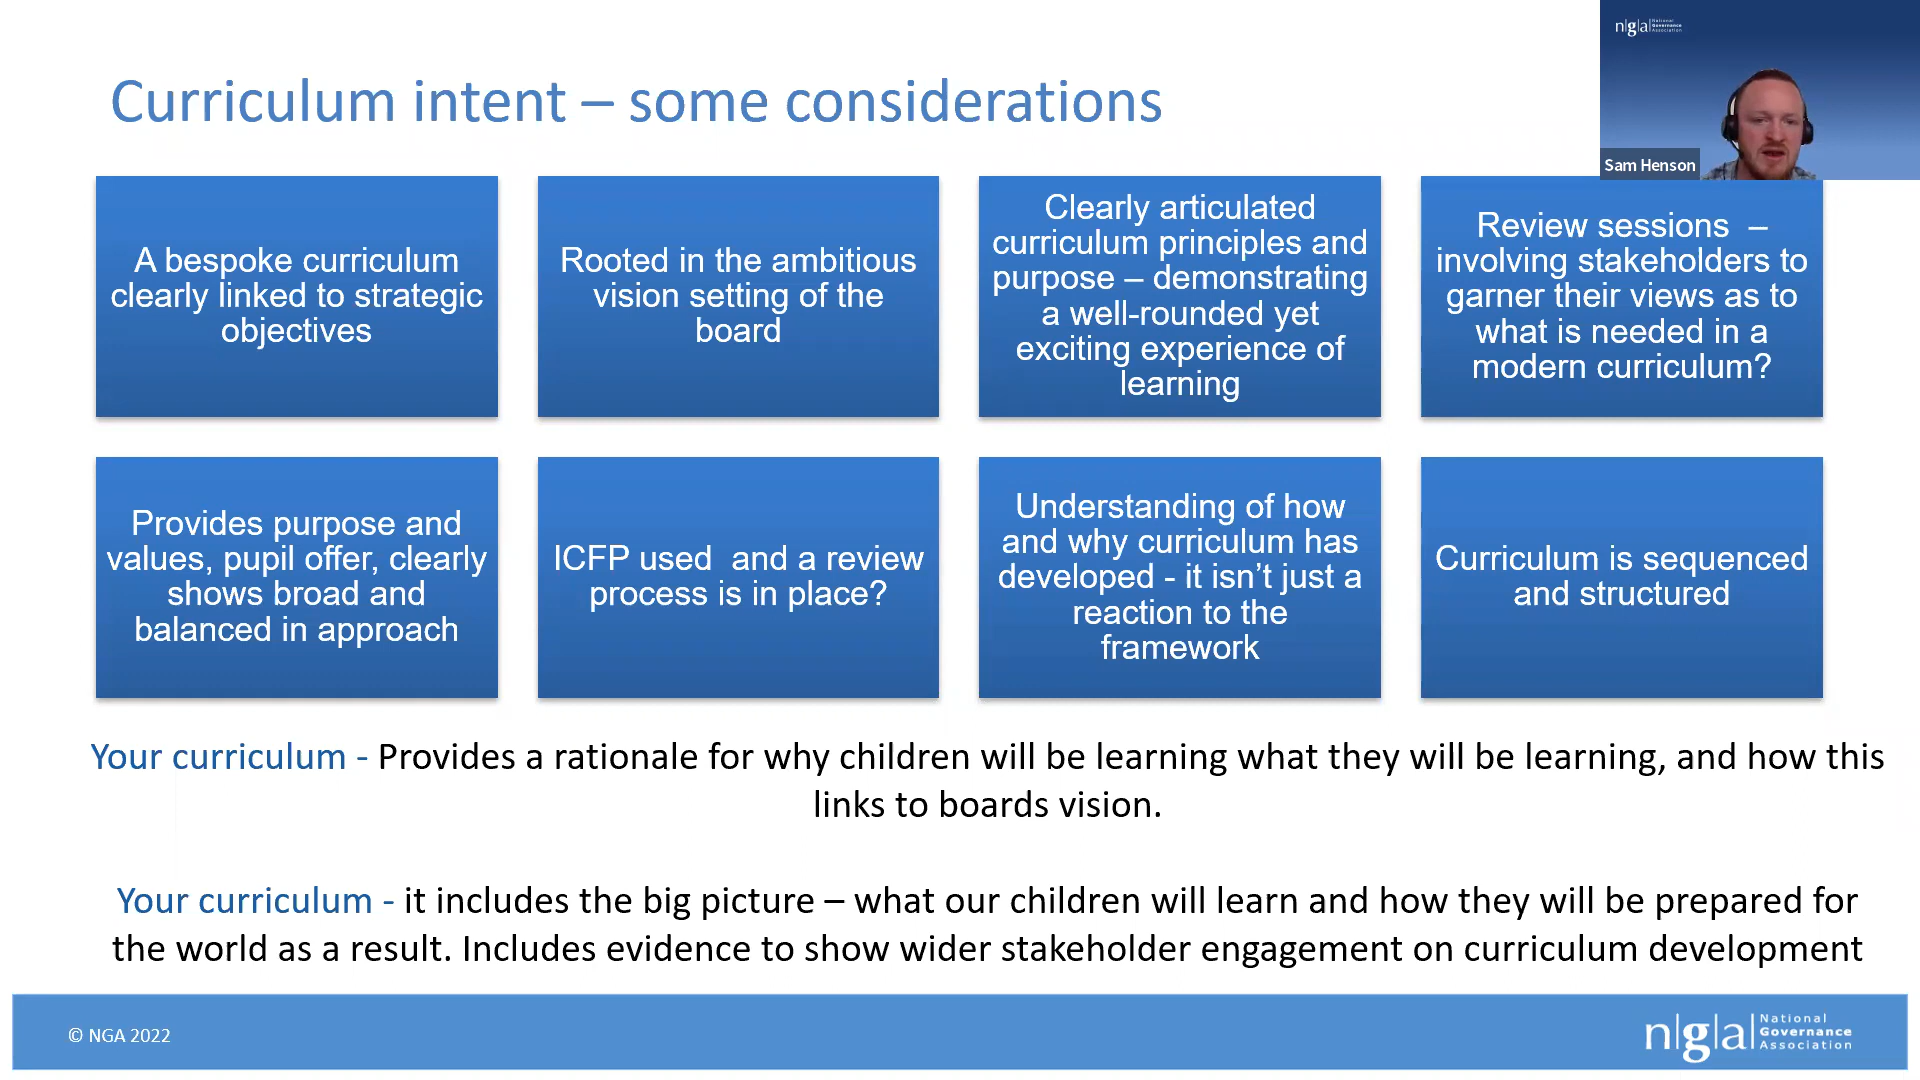 n|g|a| National
Governance
Association
Sam Henson
Curriculum intent – some considerations
A bespoke curriculum
clearly linked to strategic
objectives
Rooted in the ambitious
vision setting of the
board
Clearly articulated
curriculum principles and
purpose – demonstrating
a well-rounded yet
exciting experience of
learning
Review sessions  –
involving stakeholders to
garner their views as to
what is needed in a
modern curriculum?
Provides purpose and
values, pupil offer, clearly
shows broad and
balanced in approach
ICFP used  and a review
process is in place?
Understanding of how
and why curriculum has
developed - it isn’t just a
reaction to the
framework
Curriculum is sequenced
and structured
Your curriculum - Provides a rationale for why children will be learning what they will be learning, and how this
links to boards vision.
Your curriculum - it includes the big picture – what our children will learn and how they will be prepared for
the world as a result. Includes evidence to show wider stakeholder engagement on curriculum development
© NGA 2022
n|g|a| National
Governance
Association